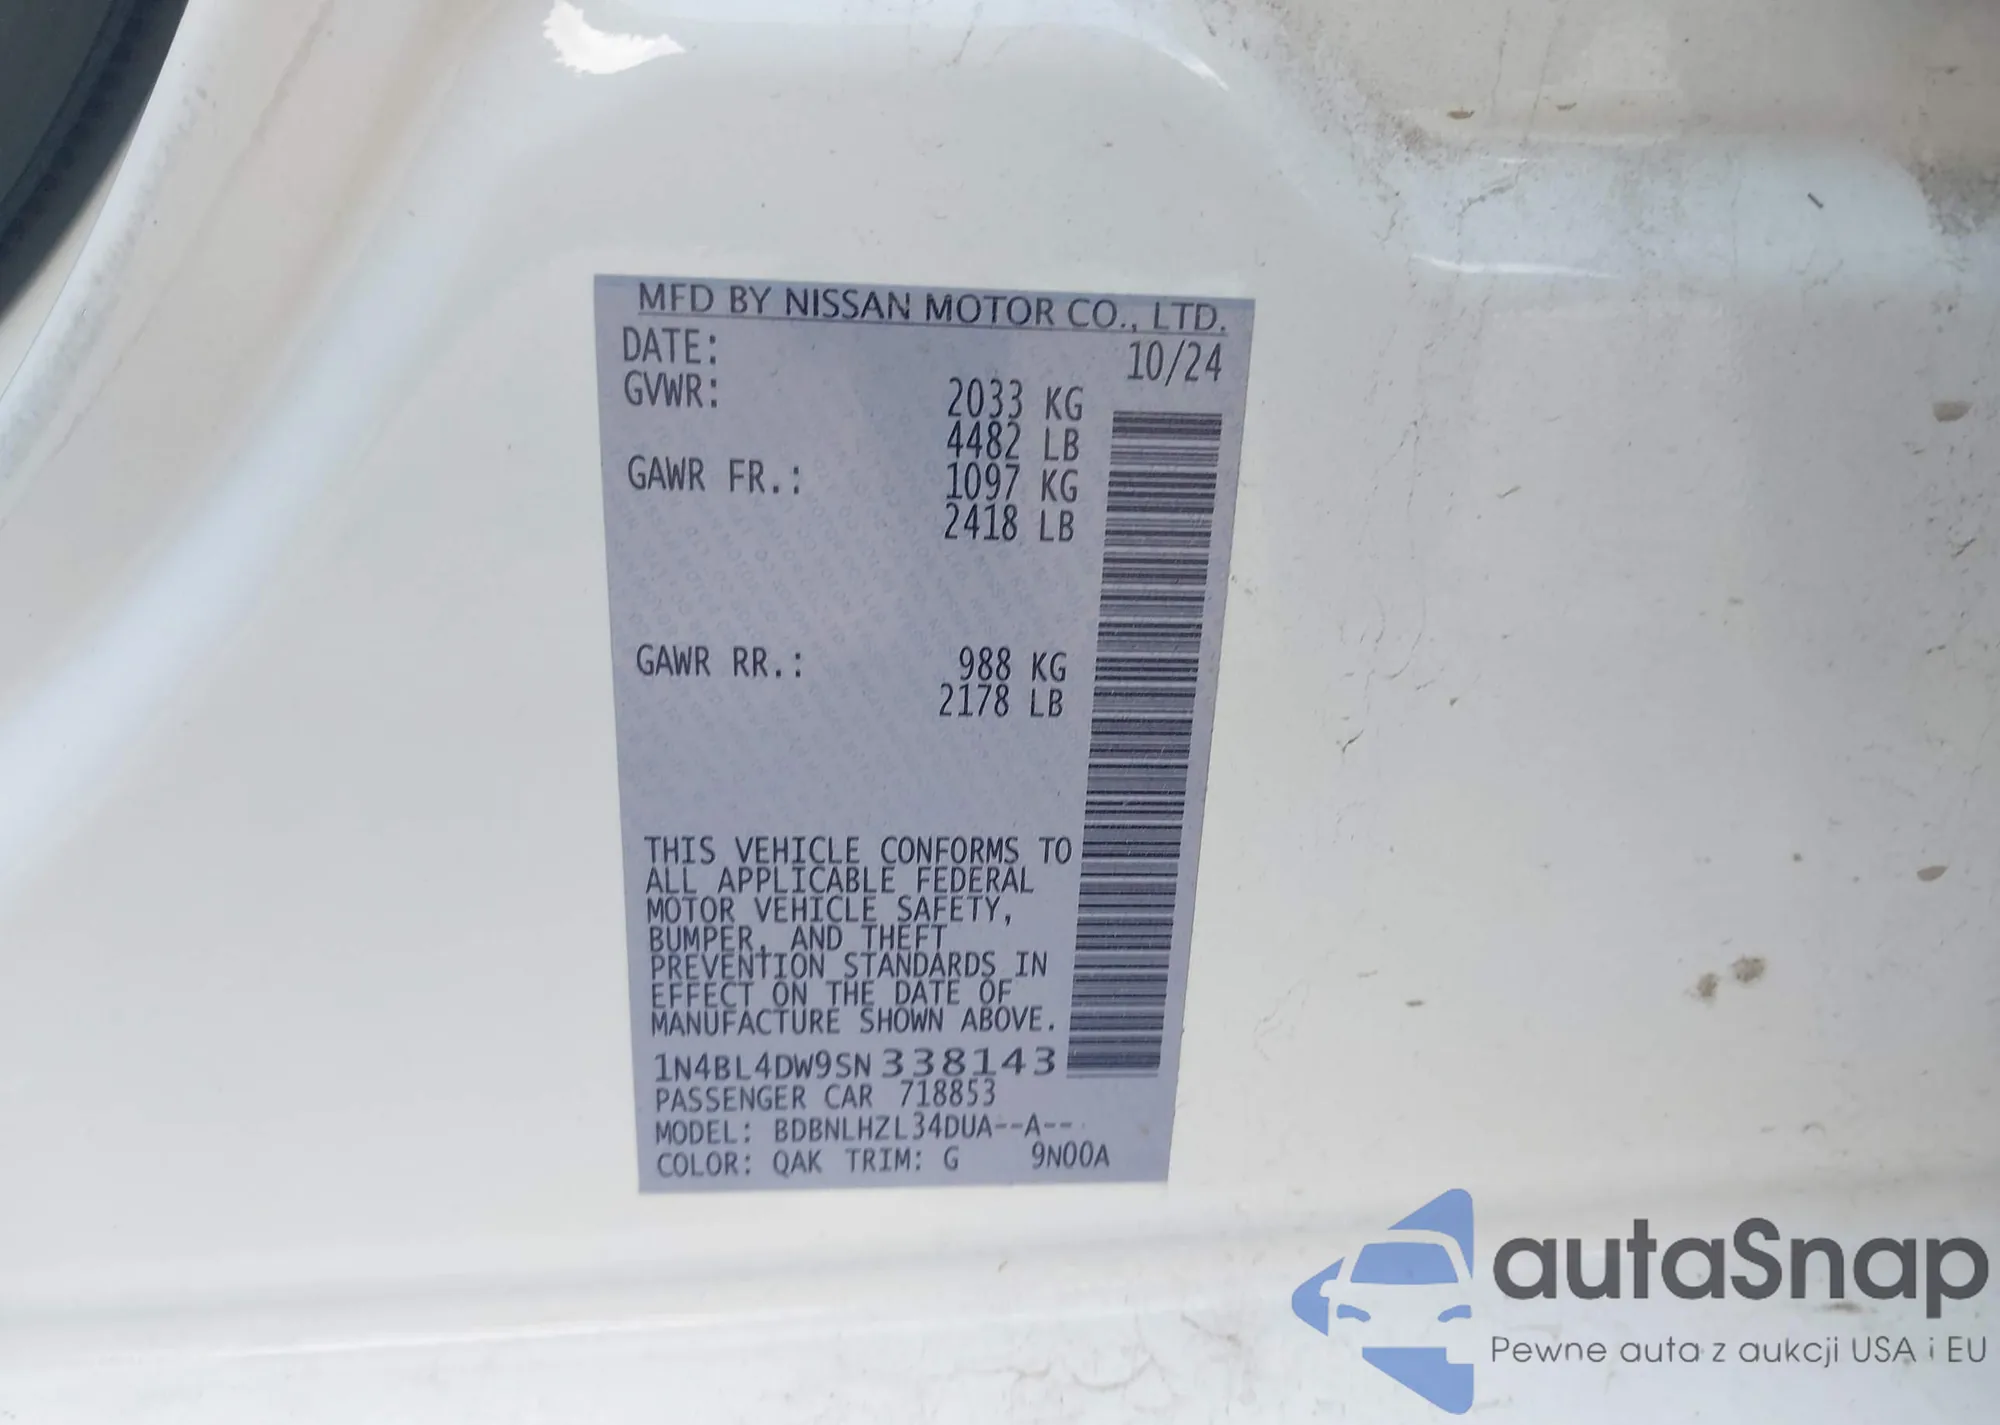 MFD BY NISSAN MOTOR CO., LTD.
DATE: 10/24
GVWR: 2033 KG
4482 LB
GAWR FR.: 1097 KG
2418 LB
GAWR RR.: 988 KG
2178 LB
THIS VEHICLE CONFORMS TO
ALL APPLICABLE FEDERAL
MOTOR VEHICLE SAFETY,
BUMPER, AND THEFT
PREVENTION STANDARDS IN
EFFECT ON THE DATE OF
MANUFACTURE SHOWN ABOVE.
1N4BL4DW9SN338143
PASSENGER CAR 718853
MODEL: BDBNLHZL34DUA--A--
COLOR: QAK TRIM: G 9N00A
autaSnap
Pewne auta z aukcji USA i EU